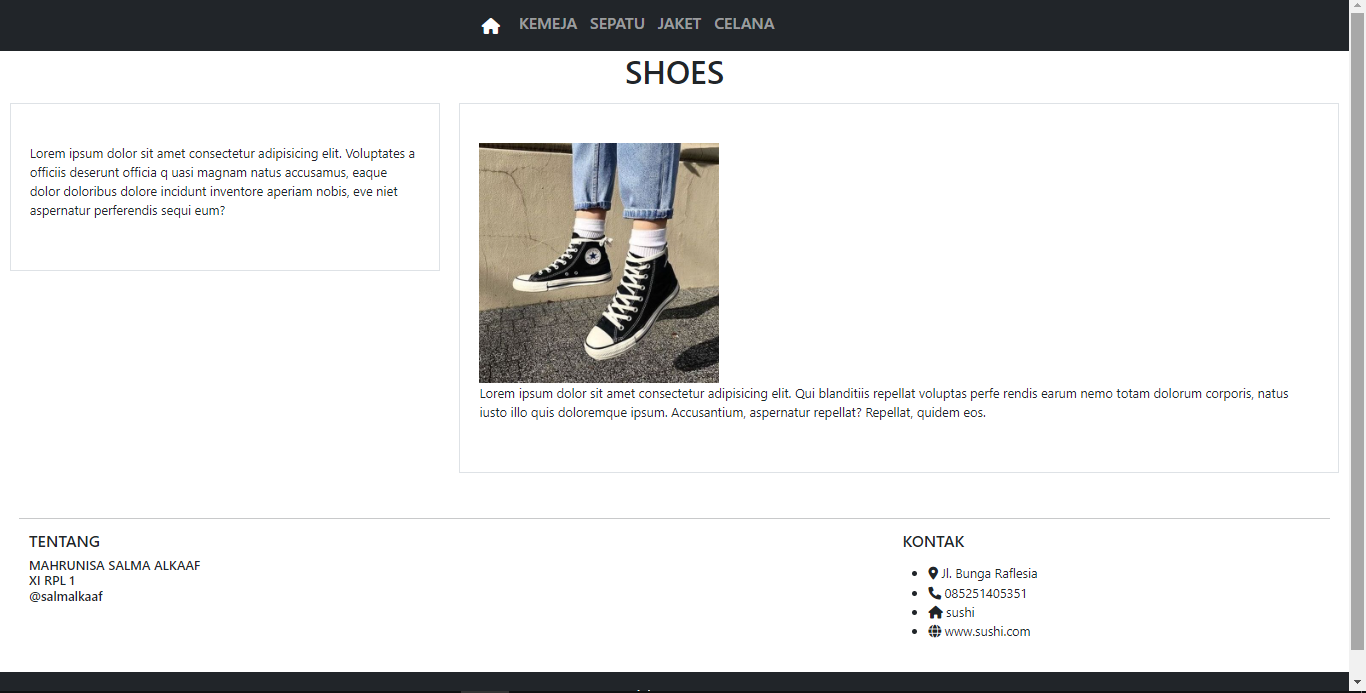 KEMEJA SEPATU JAKET CELANA
SHOES
Lorem ipsum dolor sit amet consectetur adipisicing elit. Voluptates a
officiis deserunt officia q uasi magnam natus accusamus, eaque
dolor doloribus dolore incidunt inventore aperiam nobis, eve niet
aspernatur perferendis sequi eum?
Lorem ipsum dolor sit amet consectetur adipisicing elit. Qui blanditiis repellat voluptas perfe rendis earum nemo totam dolorum corporis, natus
iusto illo quis doloremque ipsum. Accusantium, aspernatur repellat? Repellat, quidem eos.
TENTANG
MAHRUNISA SALMA ALKAAF
XI RPL 1
@salmalkaaf
KONTAK
Jl. Bunga Raflesia
085251405351
sushi
www.sushi.com